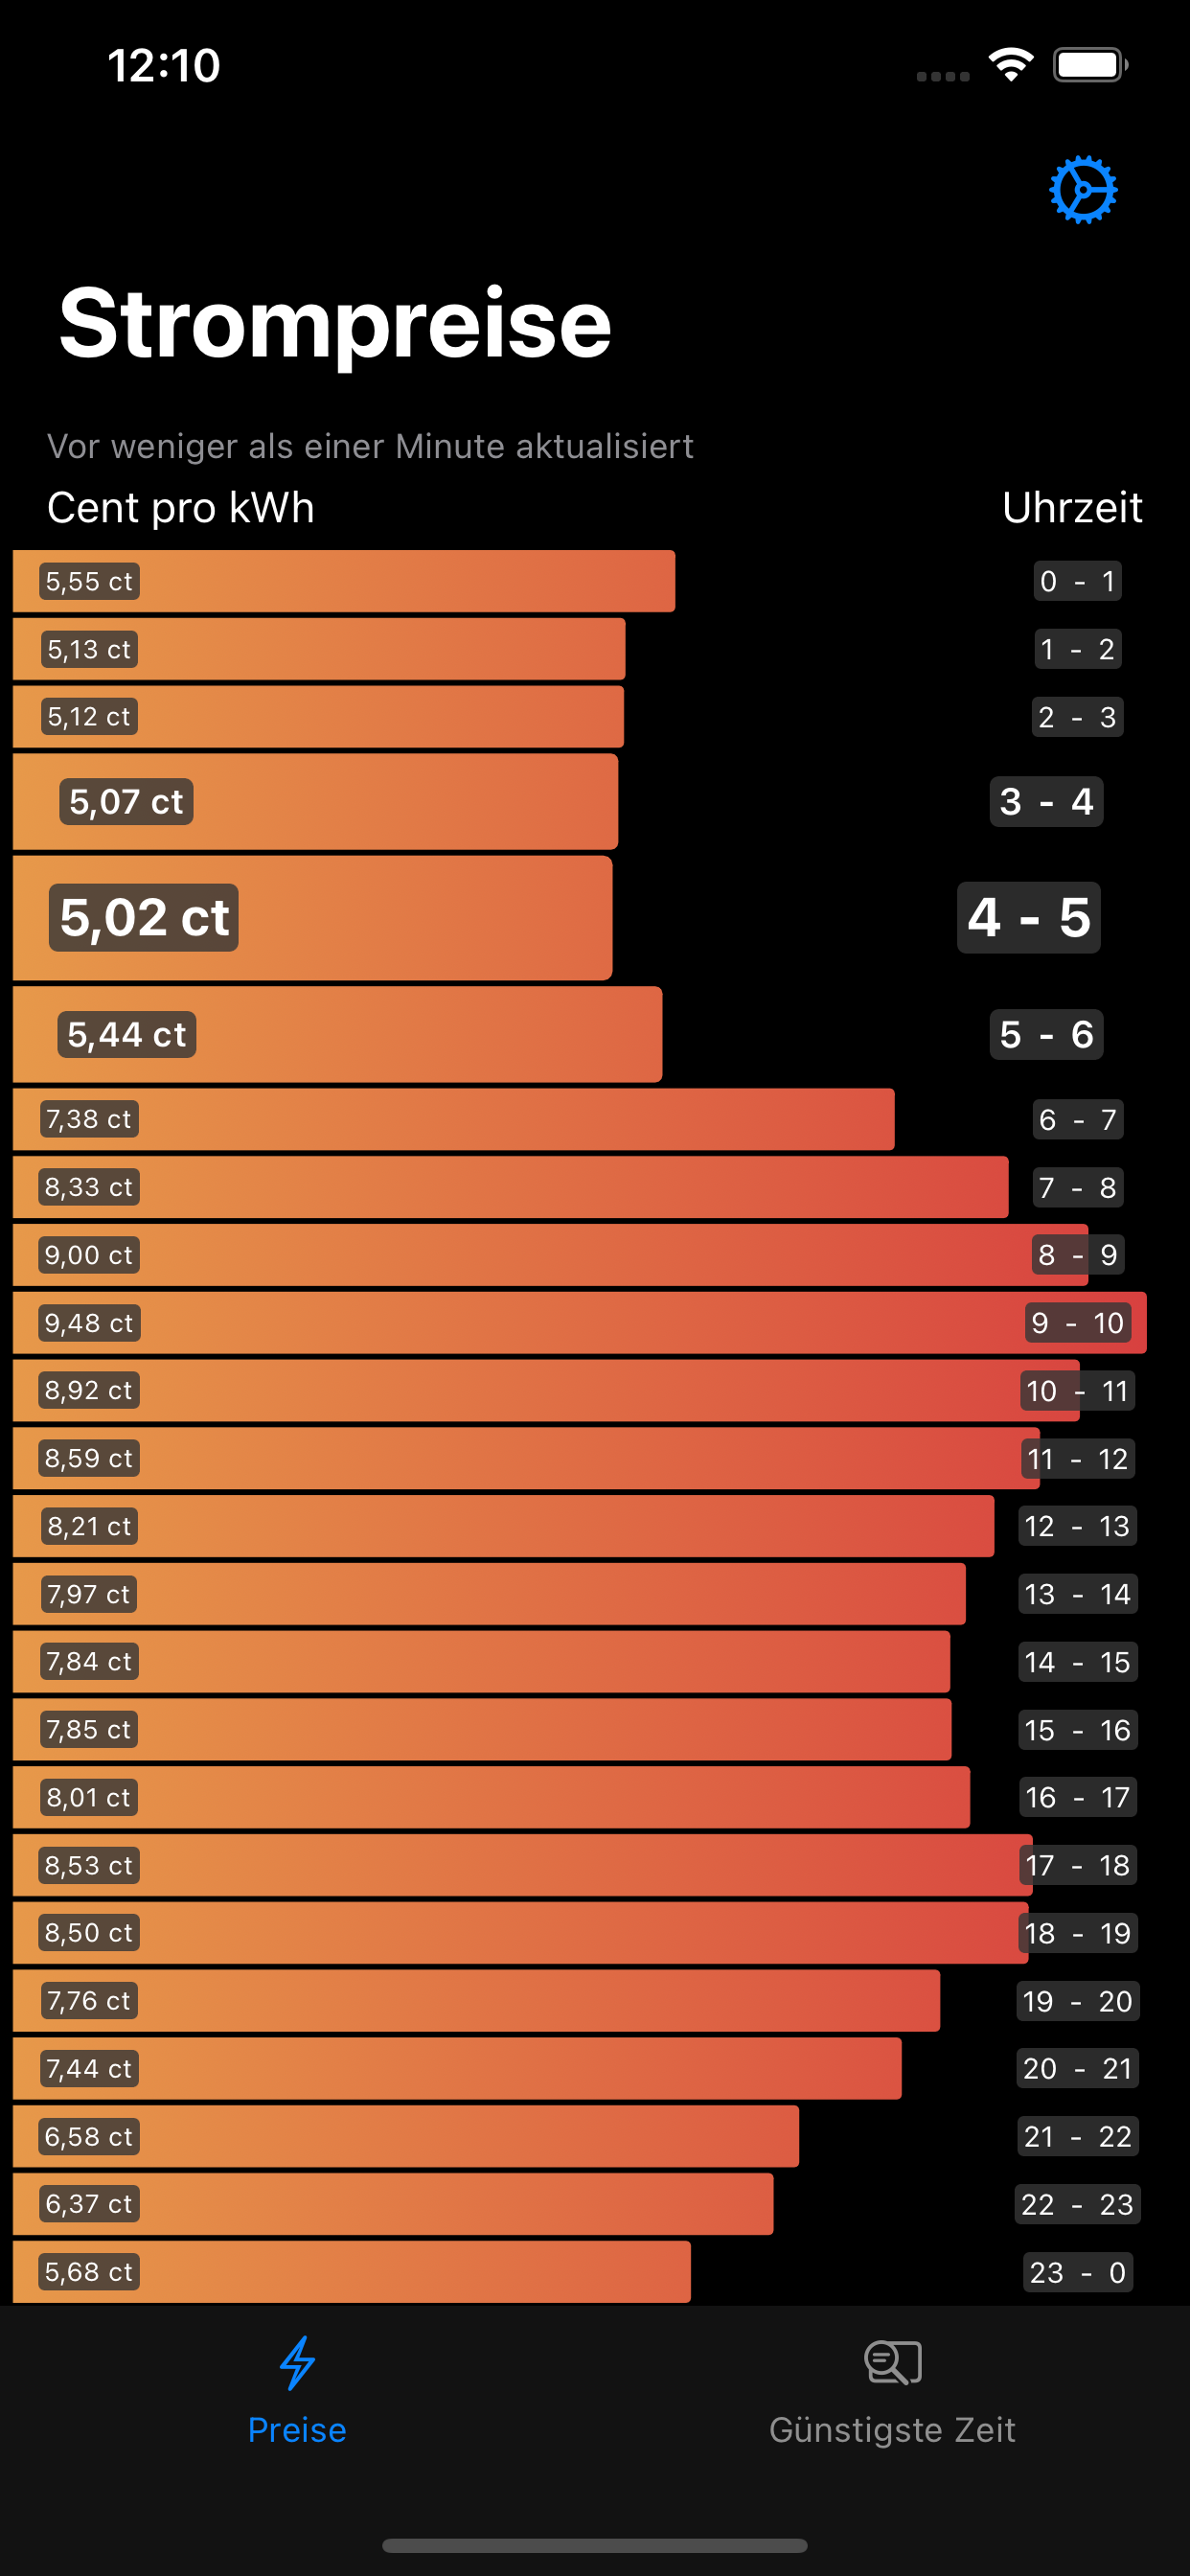 12:10
Strompreise
Vor weniger als einer Minute aktualisiert
Cent pro kWh Uhrzeit
5,55 ct 0 - 1
5,13 ct 1 - 2
5,12 ct 2 - 3
5,07 ct 3 - 4
5,02 ct 4 - 5
5,44 ct 5 - 6
7,38 ct 6 - 7
8,33 ct 7 - 8
9,00 ct 8 - 9
9,48 ct 9 - 10
8,92 ct 10 - 11
8,59 ct 11 - 12
8,21 ct 12 - 13
7,97 ct 13 - 14
7,84 ct 14 - 15
7,85 ct 15 - 16
8,01 ct 16 - 17
8,53 ct 17 - 18
8,50 ct 18 - 19
7,76 ct 19 - 20
7,44 ct 20 - 21
6,58 ct 21 - 22
6,37 ct 22 - 23
5,68 ct 23 - 0
Preise Günstigste Zeit